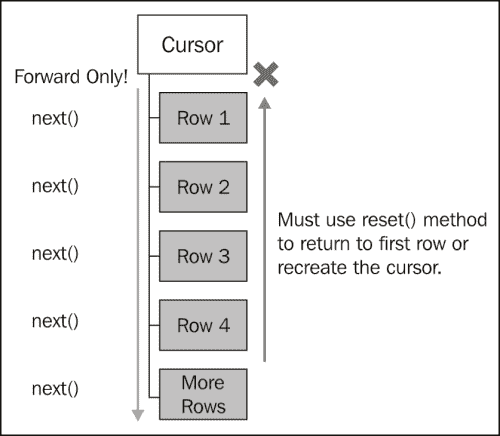 Cursor
Forward Only!
next()
Row 1
next()
Row 2
Must use reset() method
to return to first row or
recreate the cursor.
next()
Row 3
next()
Row 4
next()
More
Rows